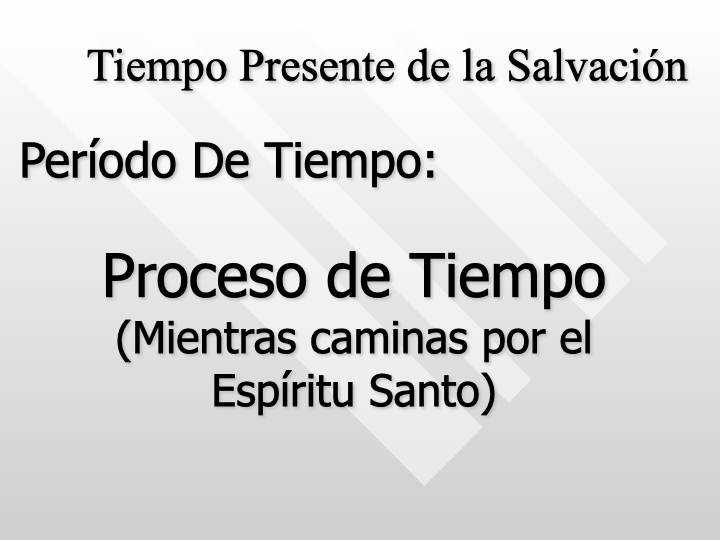 Tiempo Presente de la Salvación
Período De Tiempo:
Proceso de Tiempo
(Mientras caminas por el
Espíritu Santo)